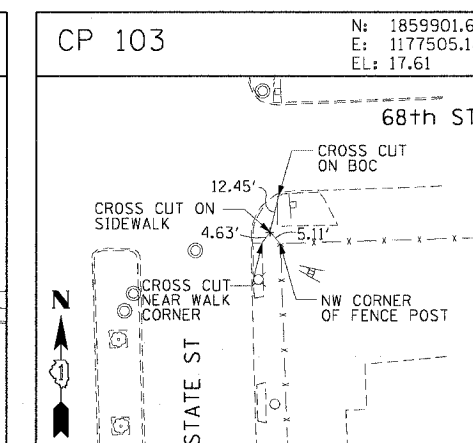 CP 103
N: 1859901.6
E: 1177505.1
EL: 17.61
68th ST
CROSS CUT
ON BOC
12.45'
CROSS CUT ON
SIDEWALK
4.63'
5.11'
CROSS CUT
NEAR WALK
CORNER
NW CORNER
OF FENCE POST
N
STATE ST